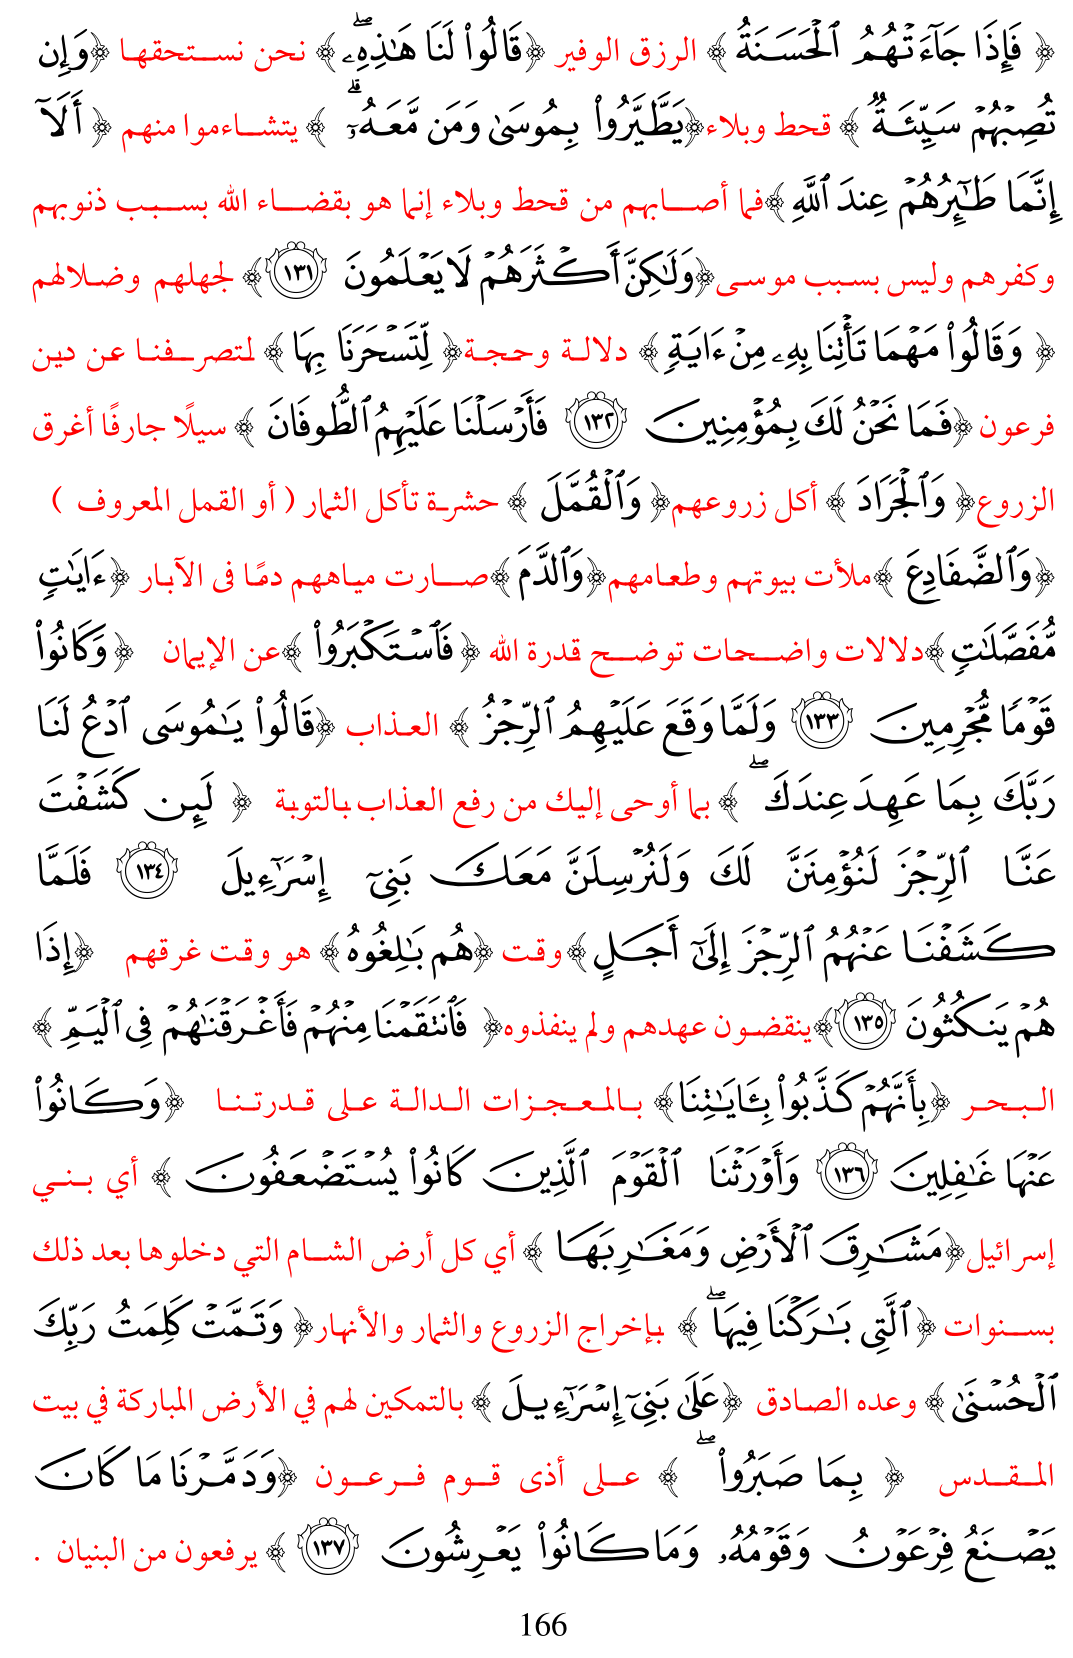 ﴿ فَإِذَا جَآءَتْهُمُ ٱلْحَسَنَةُ ﴾ الرزق الوفير ﴿قَالُوا۟ لَنَا هَـٰذِهِۦۖ ﴾ نحن نستحقها ﴿وَإِن
تُصِبْهُمْ سَيِّئَةٌۭ ﴾ قحط وبلاء﴿يَطَّيَّرُوا۟ بِمُوسَىٰ وَمَن مَّعَهُۥٓۗ ﴾ يتشاءموا منهم ﴿ أَلَآ
إِنَّمَا طَـٰٓئِرُهُمْ عِندَ ٱللَّهِ ﴾فما أصابهم من قحط وبلاء إنما هو بقضاء الله بسبب ذنوبهم
وكفرهم وليس بسبب موسى﴿وَلَـٰكِنَّ أَكْثَرَهُمْ لَا يَعْلَمُونَ ١٣١﴾ لجهلهم وضلالهم
﴿ وَقَالُوا۟ مَهْمَا تَأْتِنَا بِهِۦ مِنْ ءَايَةٍۢ ﴾ دلالة وحجة﴿ لِّتَسْحَرَنَا بِهَا ﴾ لتصرفنا عن دين
فرعون ﴿فَمَا نَحْنُ لَكَ بِمُؤْمِنِينَ ١٣٢ فَأَرْسَلْنَا عَلَيْهِمُ ٱلطُّوفَانَ ﴾ سيلًا جارفًا أغرق
الزروع﴿ وَٱلْجَرَادَ ﴾ أكل زروعهم﴿ وَٱلْقُمَّلَ ﴾ حشرة تأكل الثمار ( أو القمل المعروف )
﴿وَٱلضَّفَادِعَ ﴾ملأت بيوتهم وطعامهم﴿وَٱلدَّمَ ﴾صارت مياههم دمًا فى الآبار ﴿ءَايَـٰتٍۢ
مُّفَصَّلَـٰتٍۢ ﴾دلالات واضحات توضح قدرة الله ﴿ فَٱسْتَكْبَرُوا۟ ﴾عن الإيمان ﴿ وَكَانُوا۟
قَوْمًۭا مُّجْرِمِينَ ١٣٣ وَلَمَّا وَقَعَ عَلَيْهِمُ ٱلرِّجْزُ ﴾ العذاب ﴿قَالُوا۟ يَـٰمُوسَى ٱدْعُ لَنَا
رَبَّكَ بِمَا عَهِدَ عِندَكَۖ ﴾ بما أوحى إليك من رفع العذاب بالتوبة ﴿ لَئِن كَشَفْتَ
عَنَّا ٱلرِّجْزَ لَنُؤْمِنَنَّ لَكَ وَلَنُرْسِلَنَّ مَعَكَ بَنِىٓ إِسْرَٰٓءِيلَ ١٣٤ فَلَمَّا
كَشَفْنَا عَنْهُمُ ٱلرِّجْزَ إِلَىٰٓ أَجَلٍ ﴾وقت ﴿هُم بَـٰلِغُوهُ ﴾ هو وقت غرقهم ﴿إِذَا
هُمْ يَنكُثُونَ ١٣٥﴾ينقضون عهدهم ولم ينفذوه﴿ فَٱنتَقَمْنَا مِنْهُمْ فَأَغْرَقْنَـٰهُمْ فِى ٱلْيَمِّ ﴾
البحر ﴿بِأَنَّهُمْ كَذَّبُوا۟ بِـَٔايَـٰتِنَا﴾ بالمعجزات الدالة على قدرتنا ﴿وَكَانُوا۟
عَنْهَا غَـٰفِلِينَ ١٣٦ وَأَوْرَثْنَا ٱلْقَوْمَ ٱلَّذِينَ كَانُوا۟ يُسْتَضْعَفُونَ ﴾ أي بني
إسرائيل﴿مَشَـٰرِقَ ٱلْأَرْضِ وَمَغَـٰرِبَهَا ﴾ أي كل أرض الشام التي دخلوها بعد ذلك
بسنوات ﴿ ٱلَّتِى بَـٰرَكْنَا فِيهَاۖ ﴾ بإخراج الزروع والثمار والأنهار﴿ وَتَمَّتْ كَلِمَتُ رَبِّكَ
ٱلْحُسْنَىٰ ﴾ وعده الصادق ﴿عَلَىٰ بَنِىٓ إِسْرَٰٓءِيلَ ﴾ بالتمكين لهم في الأرض المباركة في بيت
المقدس ﴿ بِمَا صَبَرُوا۟ۖ ﴾ على أذى قوم فرعون ﴿وَدَمَّرْنَا مَا كَانَ
يَصْنَعُ فِرْعَوْنُ وَقَوْمُهُۥ وَمَا كَانُوا۟ يَعْرِشُونَ ١٣٧﴾ يرفعون من البنيان .
166